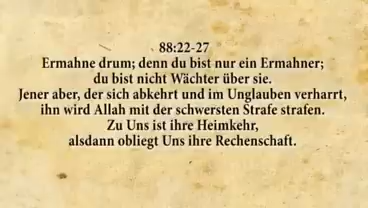 88:22-27
Ermahne drum; denn du bist nur ein Ermahner;
du bist nicht Wächter über sie.
Jener aber, der sich abkehrt und im Unglauben verharrt,
ihn wird Allah mit der schwersten Strafe strafen.
Zu Uns ist ihre Heimkehr,
alsdann obliegt Uns ihre Rechenschaft.